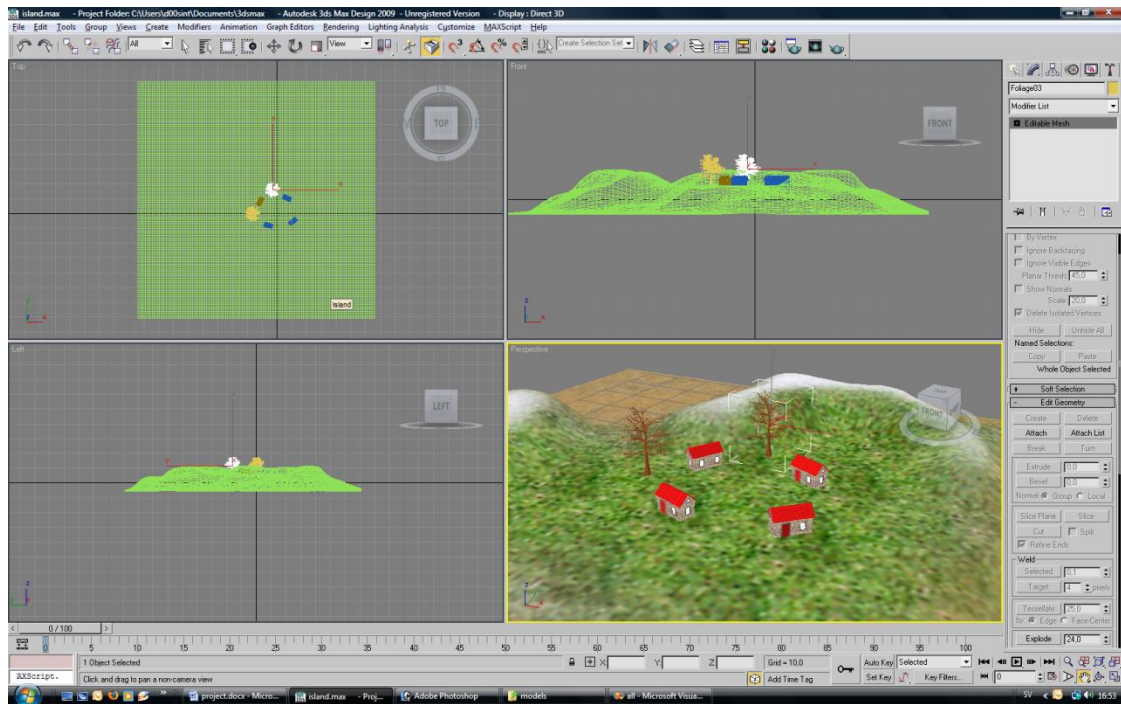 island.max - Project Folder: C:\Users\d00sint\Documents\3dsmax - Autodesk 3ds Max Design 2009 - Unregistered Version - Display : Direct 3D
File Edit Tools Group Views Create Modifiers Animation Graph Editors Rendering Lighting Analysis Customize MAXScript Help
All View Create Selection Set
Top
TOP
Island
Front
FRONT
Left
LEFT
Perspective
FRONT
Foliage03
Modifier List
Editable Mesh
By Vertex
Ignore Backfacing
Ignore Visible Edges
Planar Thresh: 45,0
Show Normals
Scale: 20,0
Delete Isolated Vertices
Hide Unhide All
Named Selections:
Copy Paste
Whole Object Selected
+ Soft Selection
- Edit Geometry
Create Delete
Attach Attach List
Break Turn
Extrude 0,0
Bevel 0,0
Normal: Group Local
Slice Plane Slice
Cut Split
Refine Ends
Weld
Selected 0,1
Target 4 pixels
Tessellate 25,0
by: Edge Face-Center
Explode 24,0
0 / 100
0 5 10 15 20 25 30 35 40 45 50 55 60 65 70 75 80 85 90 95 100
1 Object Selected X: Y: Z: Grid = 10,0 Auto Key Selected
AXScript. Click and drag to pan a non-camera view Add Time Tag Set Key Key Filters... 0
project.docx - Micro... island.max - Proj... Adobe Photoshop models all - Microsoft Visua... SV 16:53